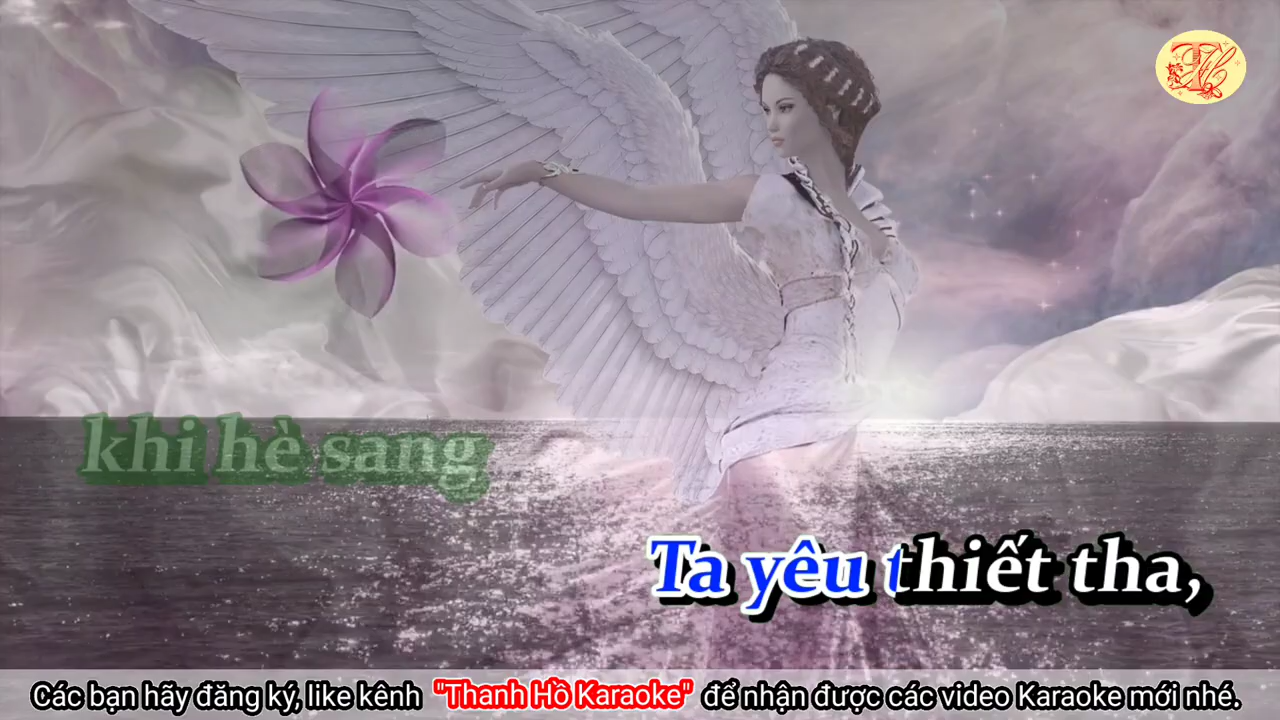 khi hè sang
Ta yêu thiết tha,
Các bạn hãy đăng ký, like kênh "Thanh Hồ Karaoke" để nhận được các video Karaoke mới nhé.